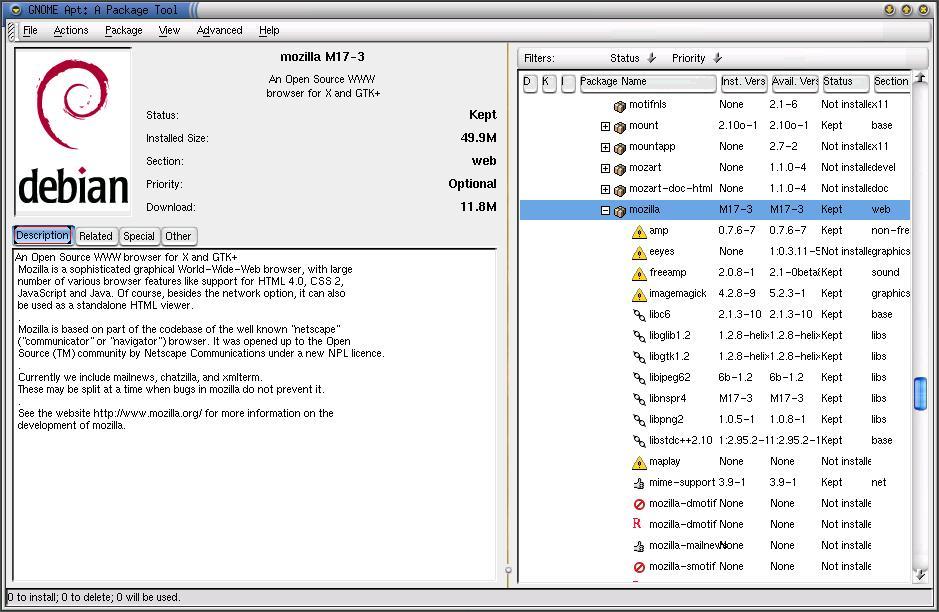 GNOME Apt: A Package Tool
File Actions Package View Advanced Help
mozilla M17-3
An Open Source WWW
browser for X and GTK+
Status: Kept
Installed Size: 49.9M
Section: web
Priority: Optional
Download: 11.8M
debian
Description Related Special Other
An Open Source WWW browser for X and GTK+
Mozilla is a sophisticated graphical World-Wide-Web browser, with large
number of various browser features like support for HTML 4.0, CSS 2,
JavaScript and Java. Of course, besides the network option, it can also
be used as a standalone HTML viewer.
.
Mozilla is based on part of the codebase of the well known "netscape"
("communicator" or "navigator") browser. It was opened up to the Open
Source (TM) community by Netscape Communications under a new NPL licence.
.
Currently we include mailnews, chatzilla, and xmlterm.
These may be split at a time when bugs in mozilla do not prevent it.
.
See the website http://www.mozilla.org/ for more information on the
development of mozilla.
Filters: Status Priority
D K I Package Name Inst. Vers Avail. Vers Status Section
motifnls None 2.1-6 Not installe x11
mount 2.10o-1 2.10o-1 Kept base
mountapp None 2.7-2 Not installe x11
mozart None 1.1.0-4 Not installe devel
mozart-doc-html None 1.1.0-4 Not installe doc
mozilla M17-3 M17-3 Kept web
amp 0.7.6-7 0.7.6-7 Kept non-fre
eeyes None 1:0.3.11-5 Not installe graphics
freeamp 2.0.8-1 2.1-0beta Kept sound
imagemagick 4.2.8-9 5.2.3-1 Kept graphics
libc6 2.1.3-10 2.1.3-10 Kept base
libglib1.2 1.2.8-helix 1.2.8-helix Kept libs
libgtk1.2 1.2.8-helix 1.2.8-helix Kept libs
libjpeg62 6b-1.2 6b-1.2 Kept libs
libnspr4 M17-3 M17-3 Kept libs
libpng2 1.0.5-1 1.0.8-1 Kept libs
libstdc++2.10 1:2.95.2-1 1:2.95.2-1 Kept base
maplay None None Not installe
mime-support 3.9-1 3.9-1 Kept net
mozilla-dmotif None None Not installe
R mozilla-dmotif None None Not installe
mozilla-mailnews None None Not installe
mozilla-smotif None None Not installe
0 to install; 0 to delete; 0 will be used.